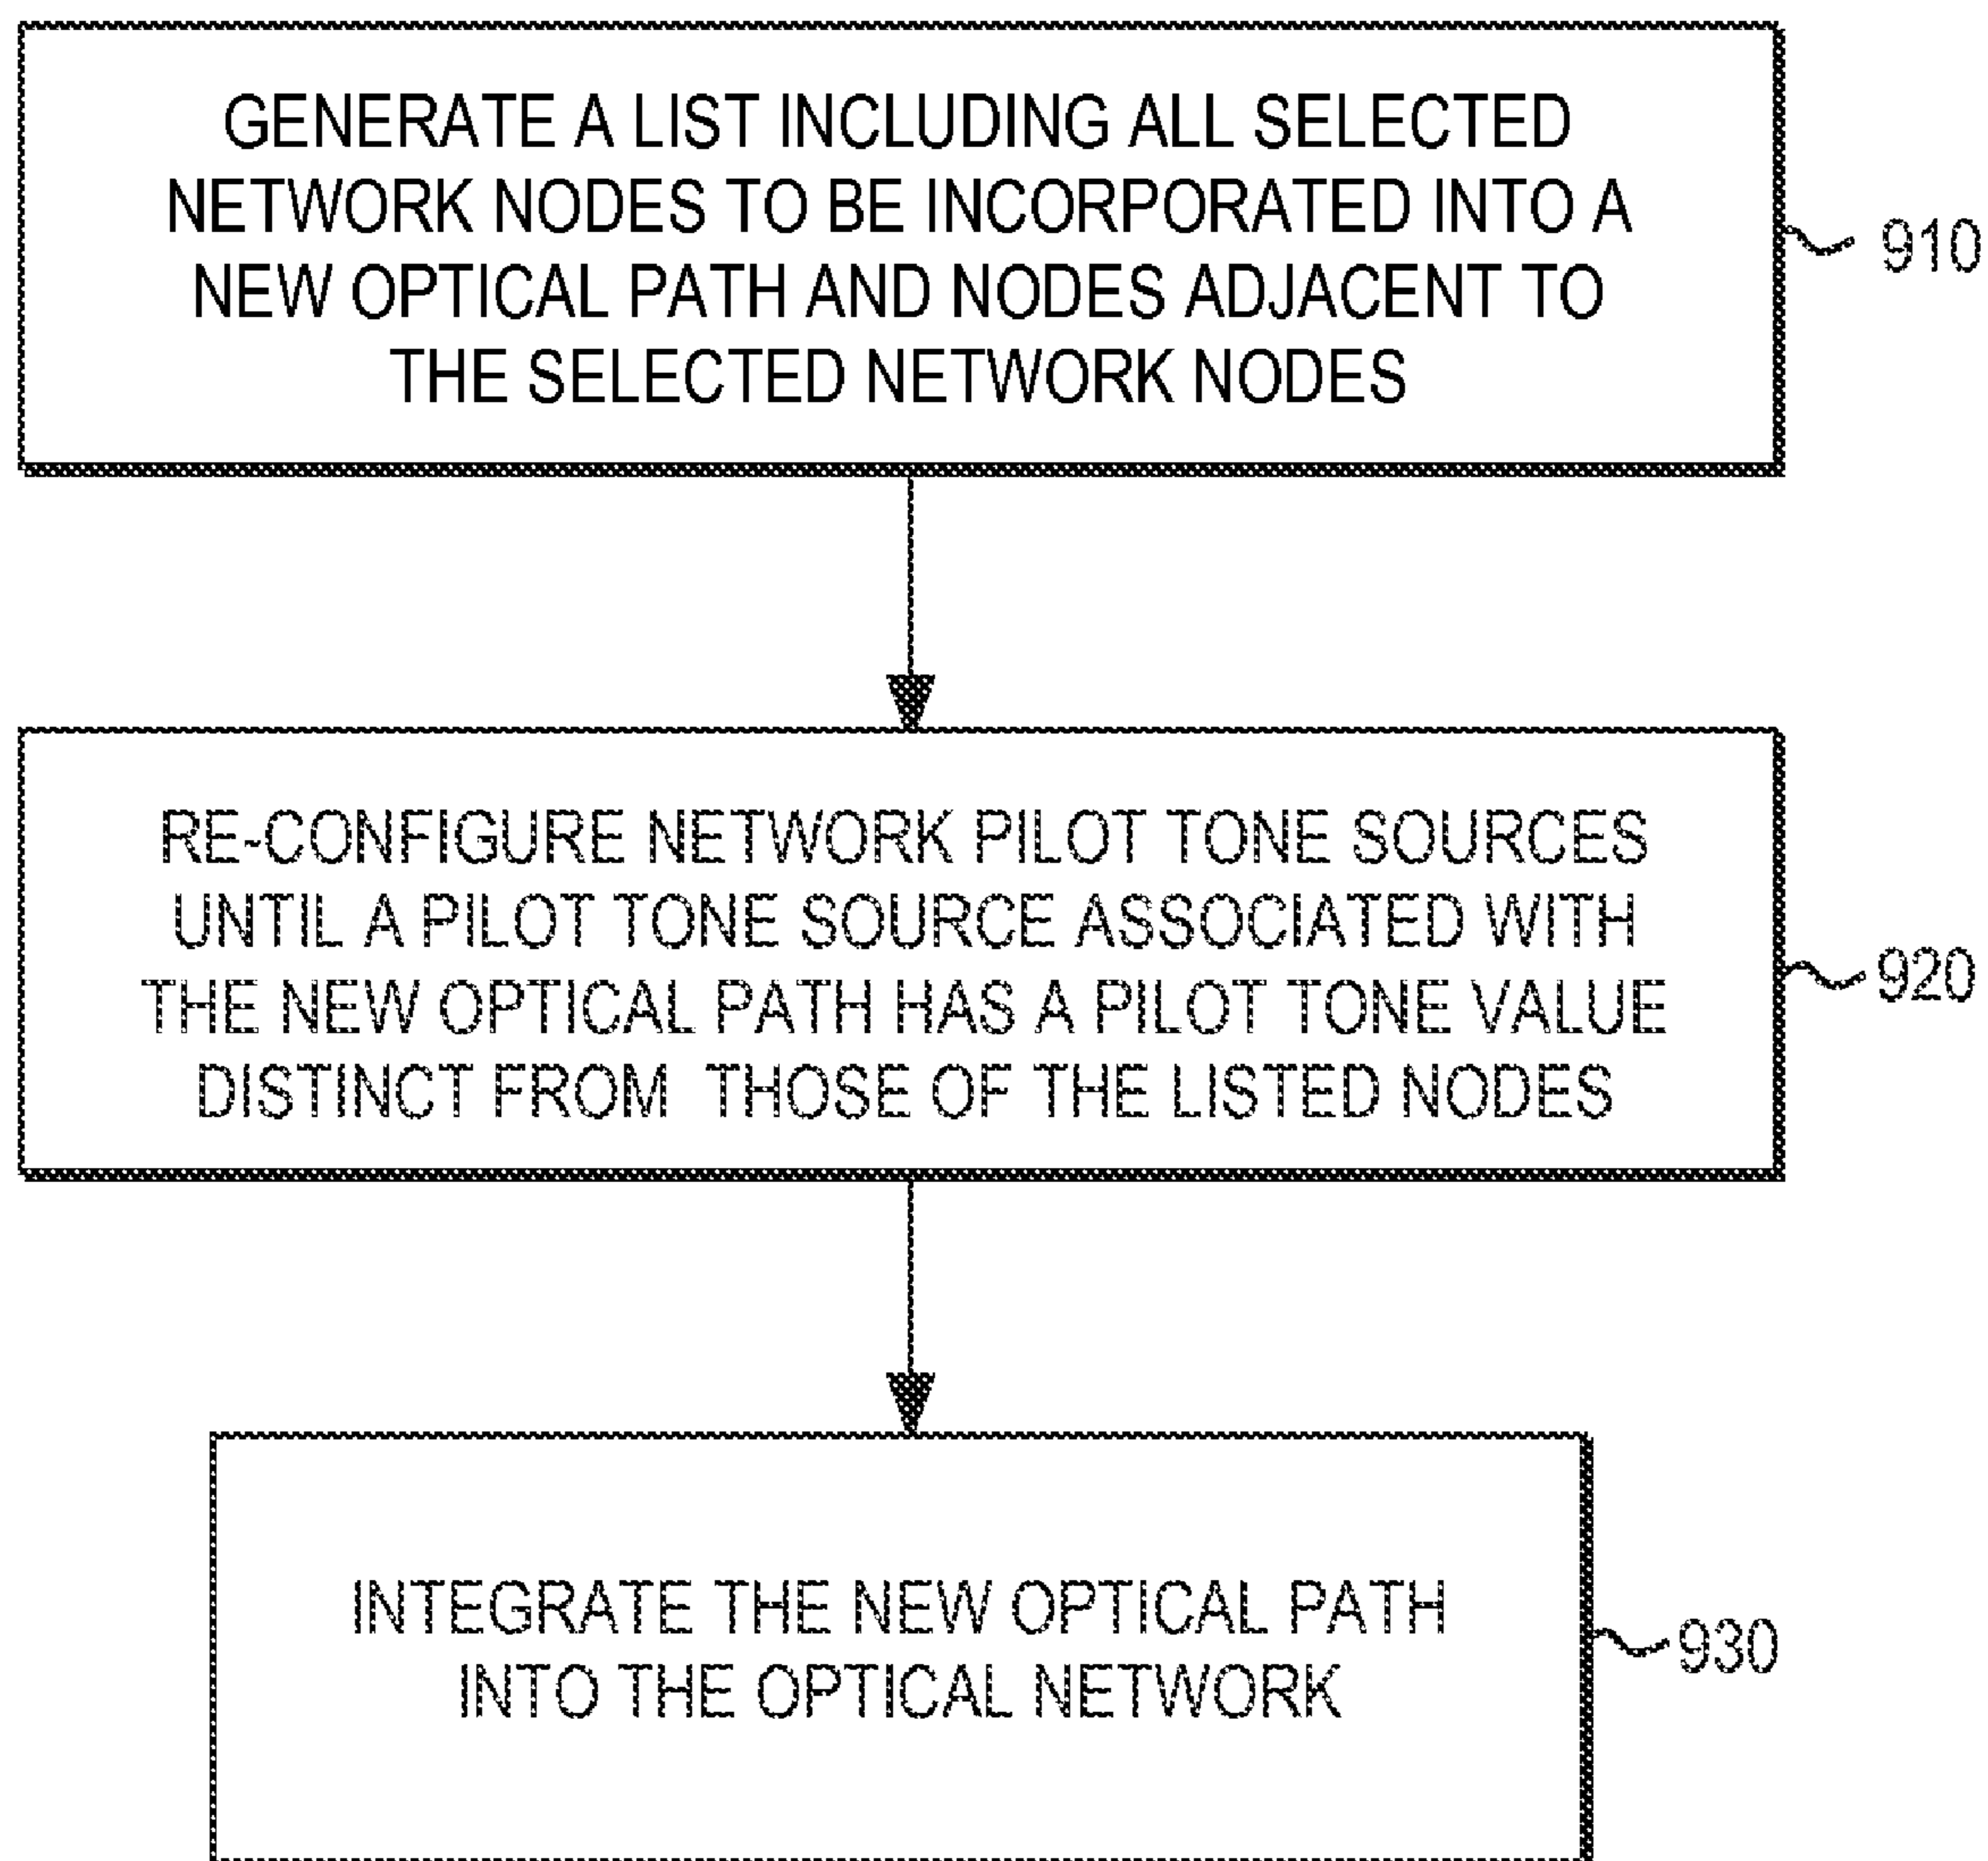 GENERATE A LIST INCLUDING ALL SELECTED
NETWORK NODES TO BE INCORPORATED INTO A
NEW OPTICAL PATH AND NODES ADJACENT TO
THE SELECTED NETWORK NODES
910
RE-CONFIGURE NETWORK PILOT TONE SOURCES
UNTIL A PILOT TONE SOURCE ASSOCIATED WITH
THE NEW OPTICAL PATH HAS A PILOT TONE VALUE
DISTINCT FROM THOSE OF THE LISTED NODES
920
INTEGRATE THE NEW OPTICAL PATH
INTO THE OPTICAL NETWORK
930